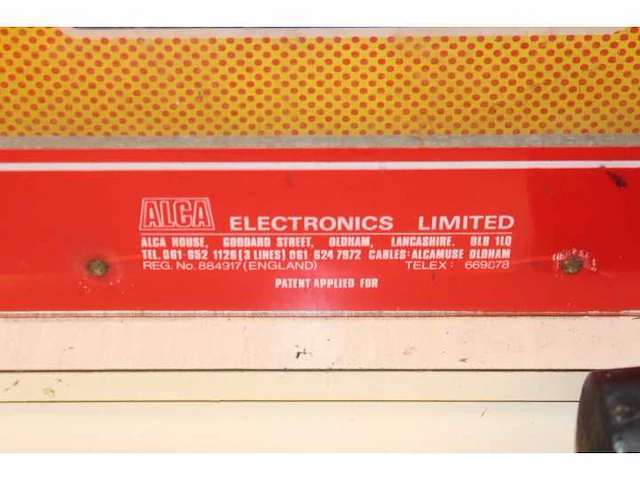 ALCA ELECTRONICS LIMITED
ALCA HOUSE, GODDARD STREET, OLDHAM, LANCASHIRE. OL8 1LQ
TEL. 061 652 1126 (3 LINES) 061 624 7972 CABLES: ALCAMUSE OLDHAM
REG. No. 884917 (ENGLAND) TELEX: 669878
PATENT APPLIED FOR